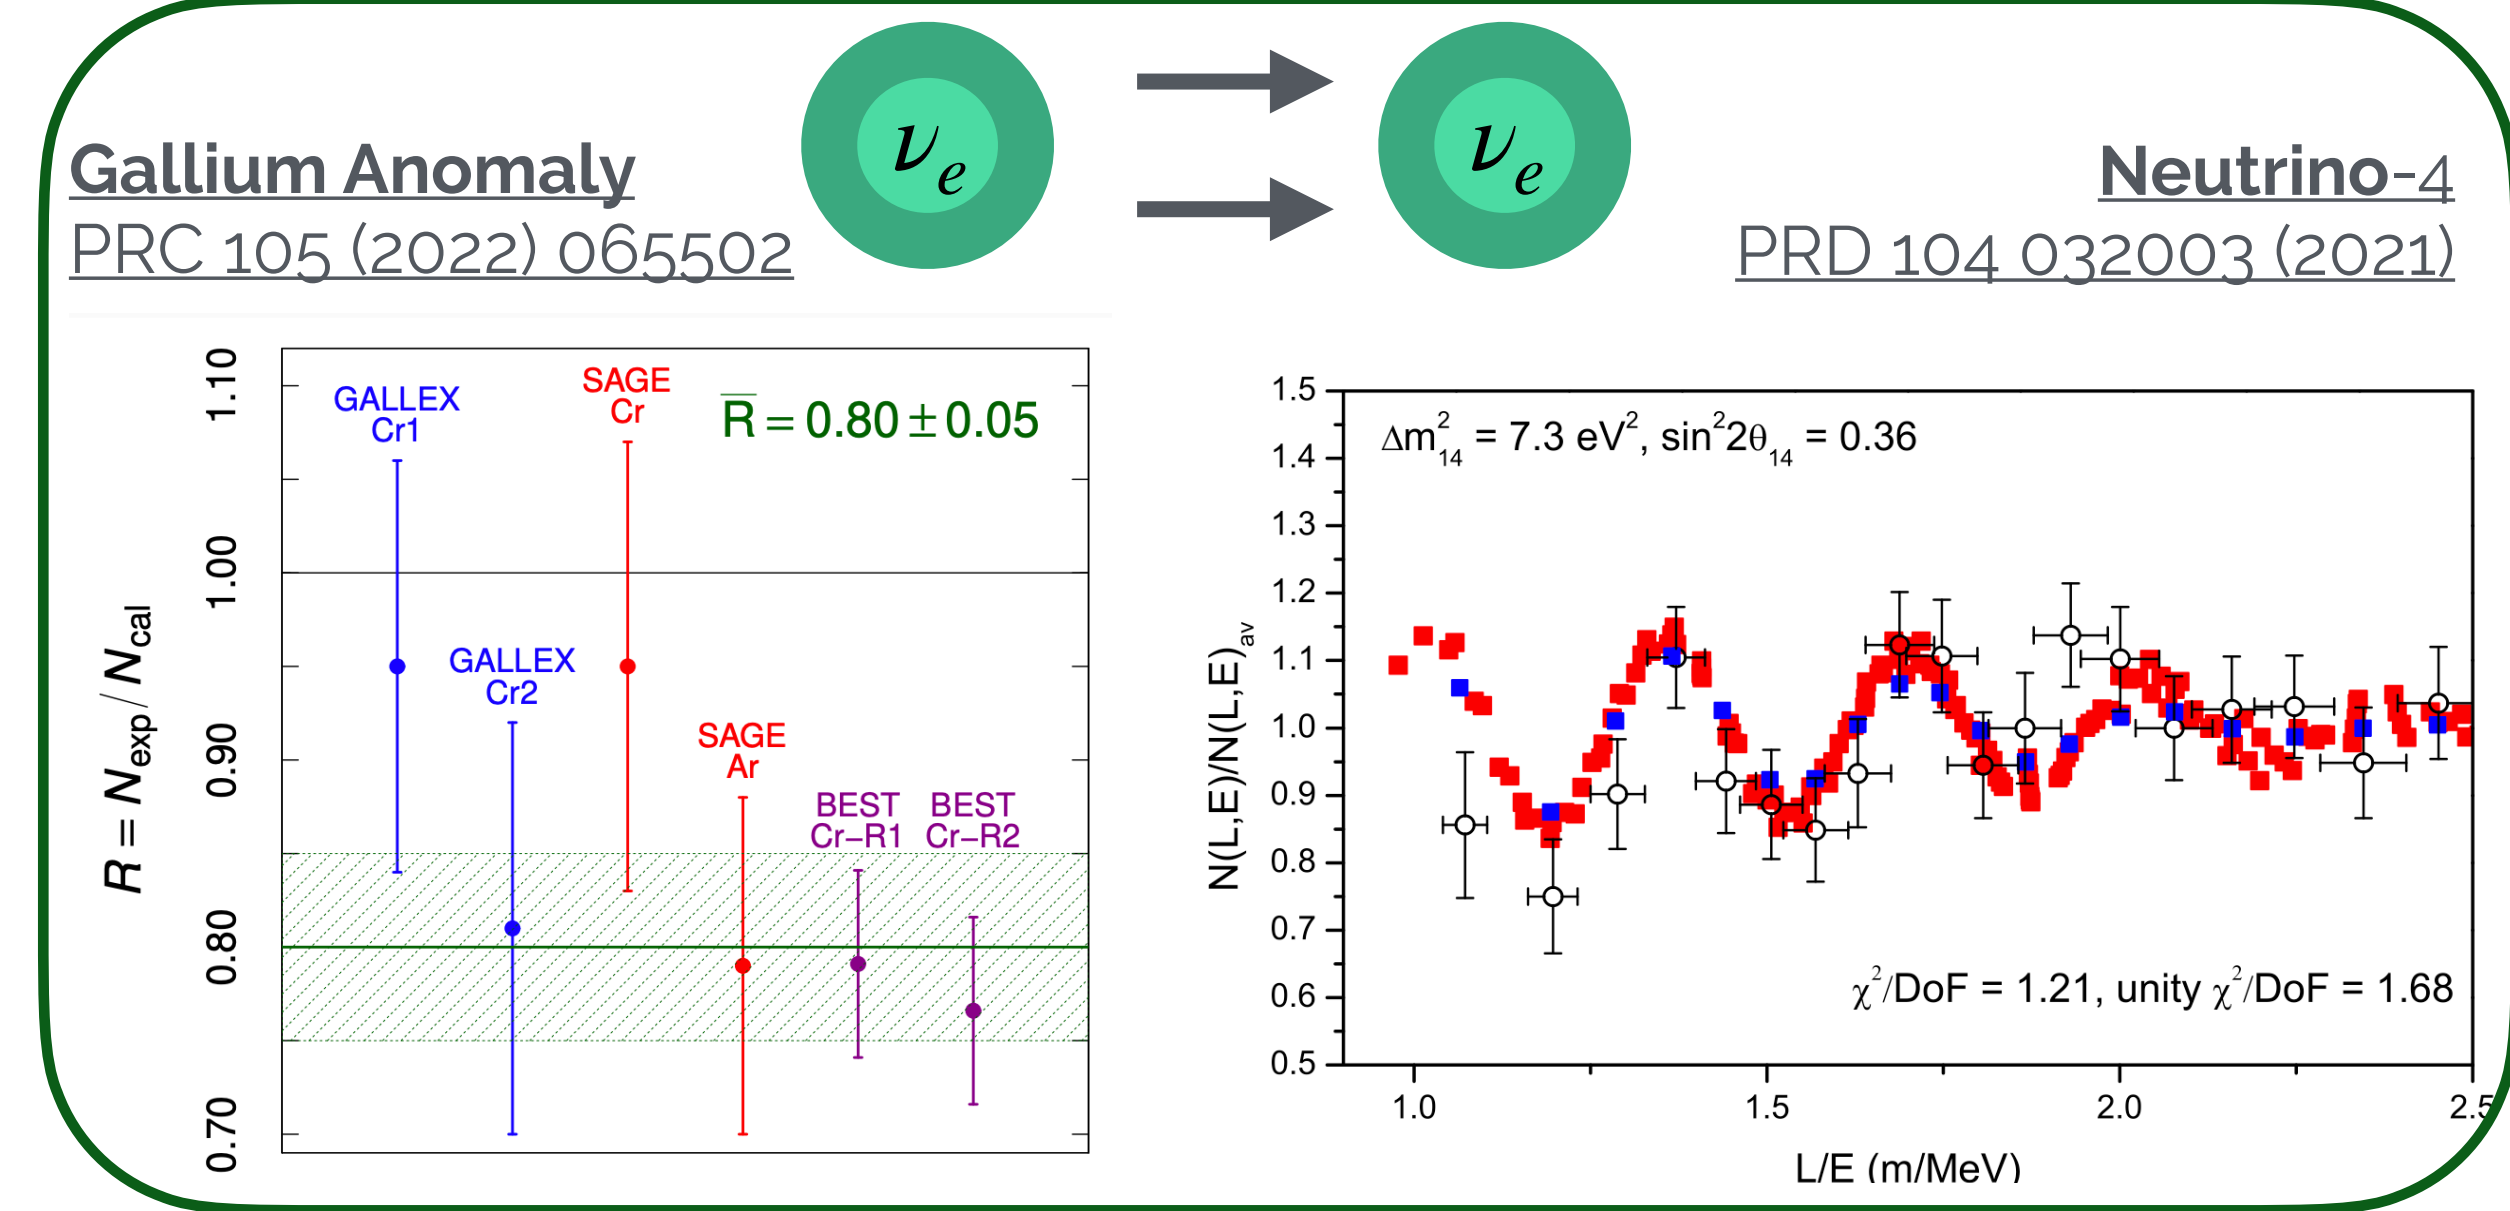 Gallium Anomaly
PRC 105 (2022) 065502
νe
νe
Neutrino-4
PRD 104 032003 (2021)
R = Nexp/Ncal
1.10
1.00
0.90
0.80
0.70
GALLEX
Cr1
GALLEX
Cr2
SAGE
Cr
SAGE
Ar
BEST
Cr−R1
BEST
Cr−R2
R̅ = 0.80 ± 0.05
N(L,E)/N(L,E)av
1.5
1.4
1.3
1.2
1.1
1.0
0.9
0.8
0.7
0.6
0.5
Δm²14 = 7.3 eV², sin²2θ14 = 0.36
χ²/DoF = 1.21, unity χ²/DoF = 1.68
1.0
1.5
2.0
2.5
L/E (m/MeV)